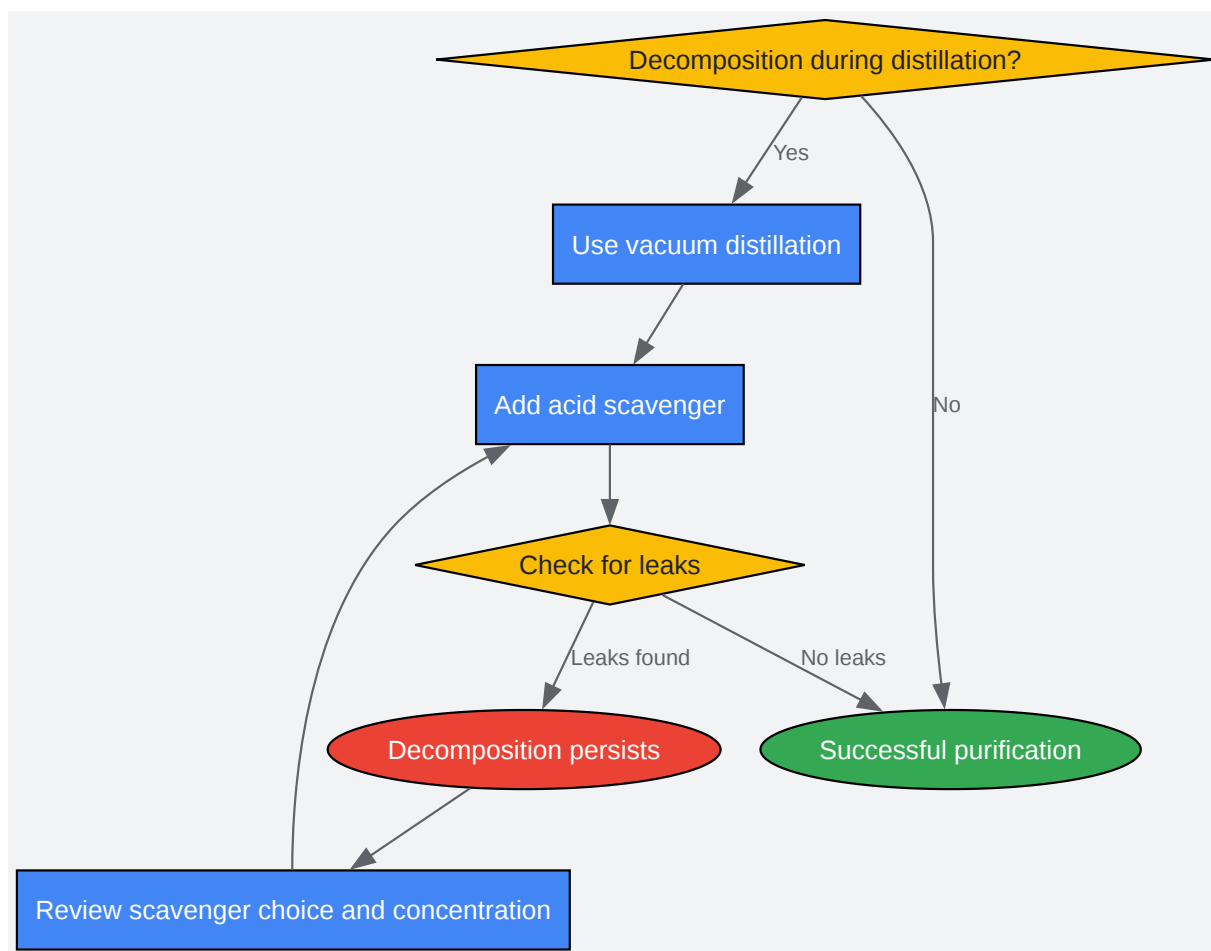 Decomposition during distillation?
Yes
Use vacuum distillation
Add acid scavenger
No
Check for leaks
Leaks found
No leaks
Decomposition persists
Successful purification
Review scavenger choice and concentration